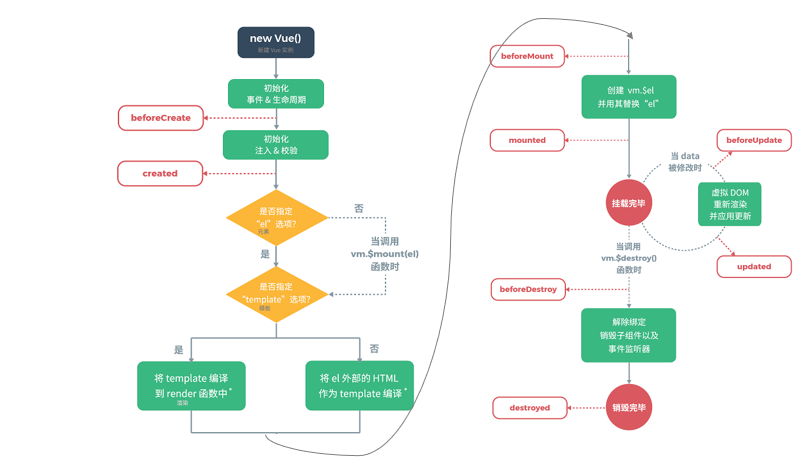 new Vue()
新建 Vue 实例
初始化
事件 & 生命周期
beforeCreate
初始化
注入 & 校验
created
是否指定
“el” 选项?
元素
否
是
当调用
vm.$mount(el)
函数时
是否指定
“template” 选项?
模板
是
否
将 template 编译
到 render 函数中*
渲染
将 el 外部的 HTML
作为 template 编译*
beforeMount
创建 vm.$el
并用其替换 “el”
mounted
当 data
被修改时
beforeUpdate
挂载完毕
虚拟 DOM
重新渲染
并应用更新
updated
当调用
vm.$destroy()
函数时
beforeDestroy
解除绑定
销毁子组件以及
事件监听器
destroyed
销毁完毕